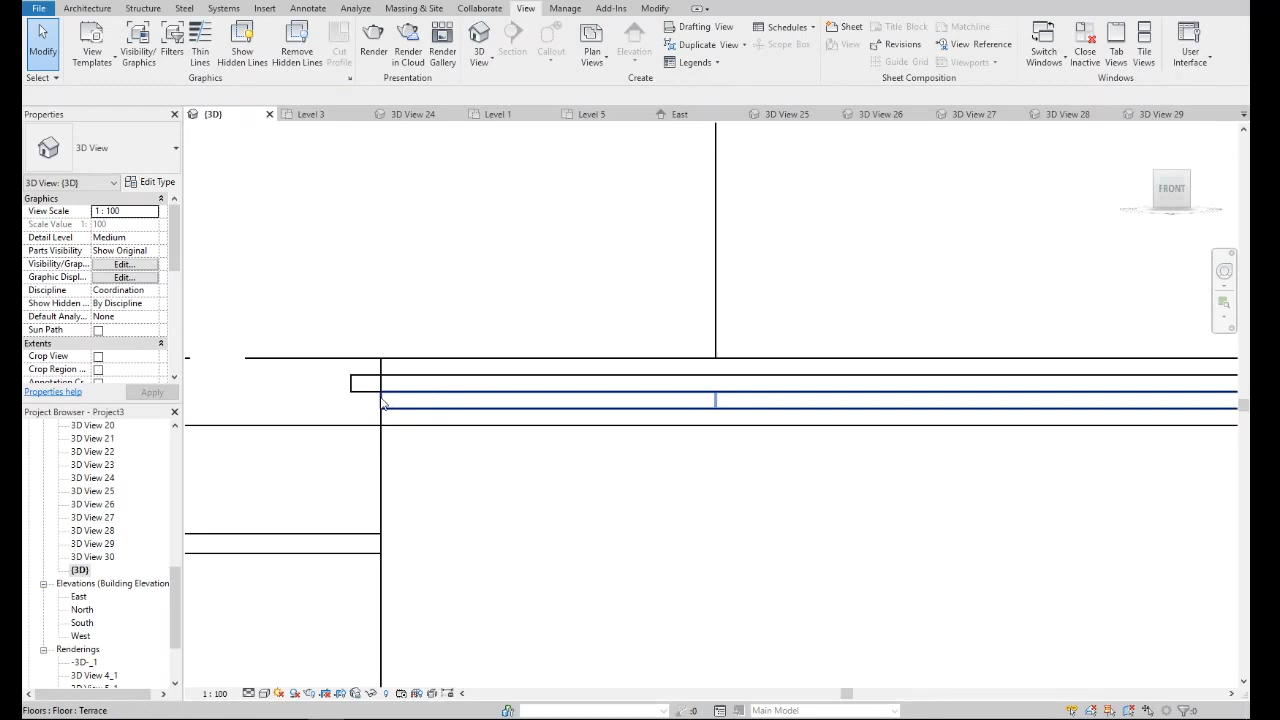 File Architecture Structure Steel Systems Insert Annotate Analyze Massing & Site Collaborate View Manage Add-Ins Modify
Modify
View Templates
Visibility/ Graphics
Filters
Thin Lines
Show Hidden Lines
Remove Hidden Lines
Cut Profile
Render
Render in Cloud
Render Gallery
3D View
Section
Callout
Plan Views
Elevation
Drafting View
Duplicate View
Legends
Schedules
Scope Box
Sheet
View
Title Block
Revisions
Guide Grid
Matchline
View Reference
Viewports
Switch Windows
Close Inactive
Tab Views
Tile Views
User Interface
Select Graphics Presentation Create Sheet Composition Windows
Properties
{3D} Level 3 3D View 24 Level 1 Level 5 East 3D View 25 3D View 26 3D View 27 3D View 28 3D View 29
3D View
3D View: {3D} Edit Type
Graphics
View Scale 1 : 100
Scale Value 1: 100
Detail Level Medium
Parts Visibility Show Original
Visibility/Grap... Edit...
Graphic Displ... Edit...
Discipline Coordination
Show Hidden ... By Discipline
Default Analy... None
Sun Path
Extents
Crop View
Crop Region ...
Properties help Apply
Project Browser - Project3
3D View 20
3D View 21
3D View 22
3D View 23
3D View 24
3D View 25
3D View 26
3D View 27
3D View 28
3D View 29
3D View 30
{3D}
Elevations (Building Elevation
East
North
South
West
Renderings
-3D-_1
3D View 4_1
FRONT
1 : 100
Floors : Floor : Terrace
:0
Main Model
:0